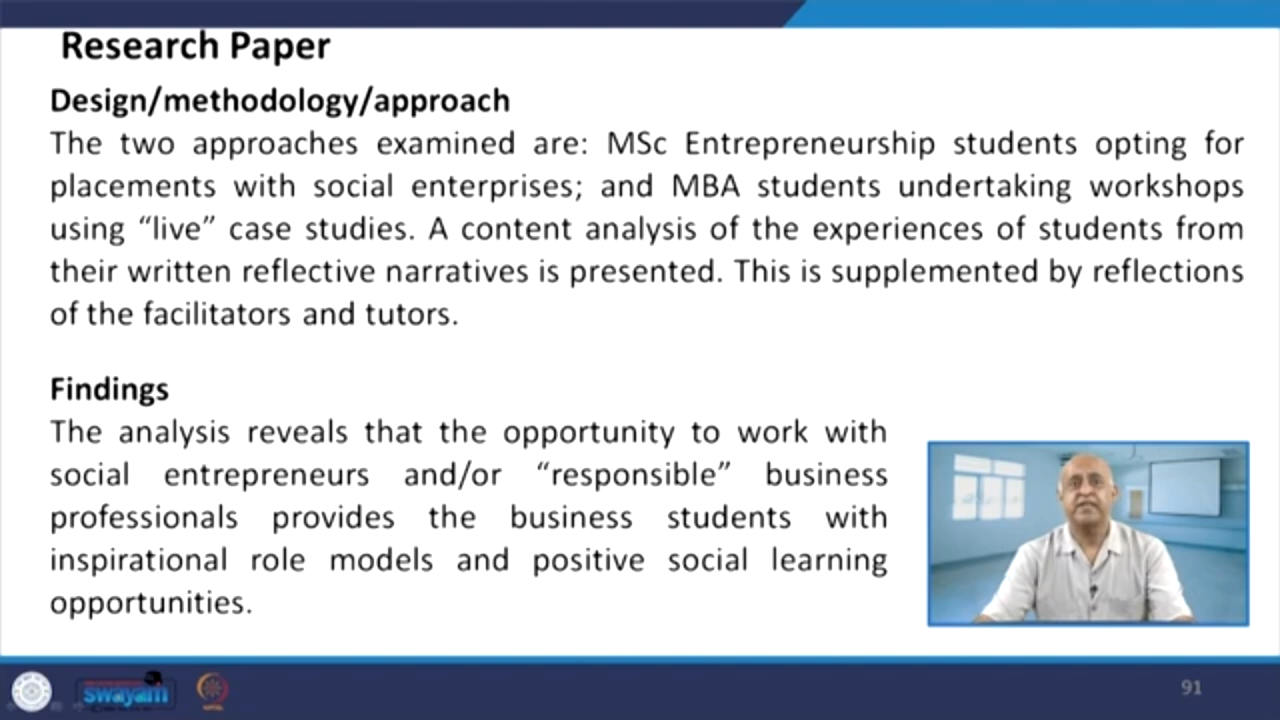 Research Paper
Design/methodology/approach
The two approaches examined are: MSc Entrepreneurship students opting for
placements with social enterprises; and MBA students undertaking workshops
using “live” case studies. A content analysis of the experiences of students from
their written reflective narratives is presented. This is supplemented by reflections
of the facilitators and tutors.
Findings
The analysis reveals that the opportunity to work with
social entrepreneurs and/or “responsible” business
professionals provides the business students with
inspirational role models and positive social learning
opportunities.
swayam
91